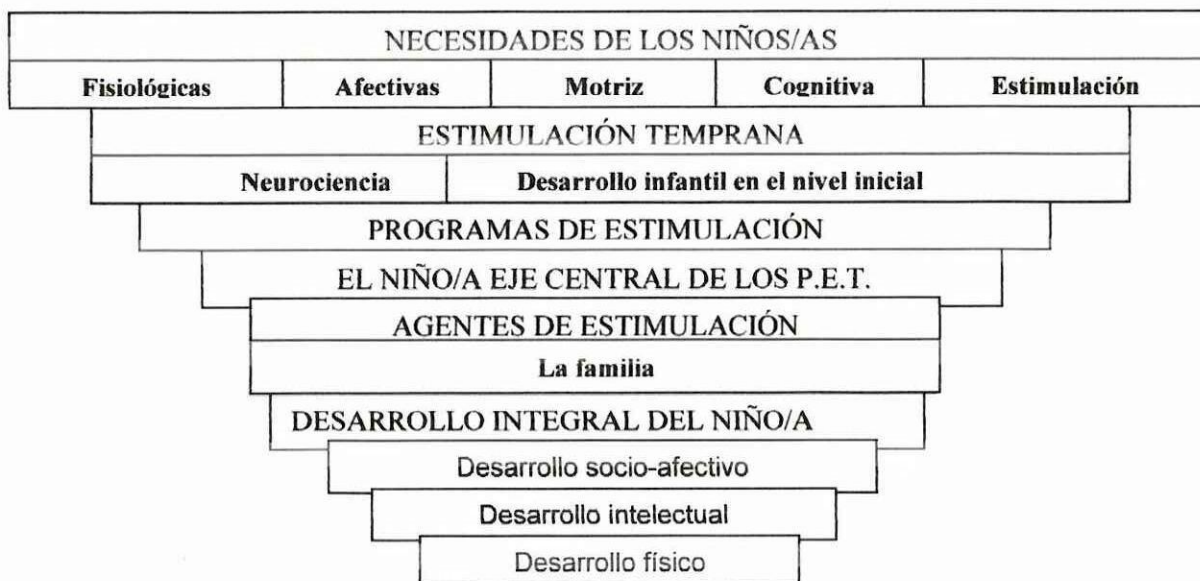 NECESIDADES DE LOS NIÑOS/AS
Fisiológicas Afectivas Motriz Cognitiva Estimulación
ESTIMULACIÓN TEMPRANA
Neurociencia Desarrollo infantil en el nivel inicial
PROGRAMAS DE ESTIMULACIÓN
EL NIÑO/A EJE CENTRAL DE LOS P.E.T.
AGENTES DE ESTIMULACIÓN
La familia
DESARROLLO INTEGRAL DEL NIÑO/A
Desarrollo socio-afectivo
Desarrollo intelectual
Desarrollo físico